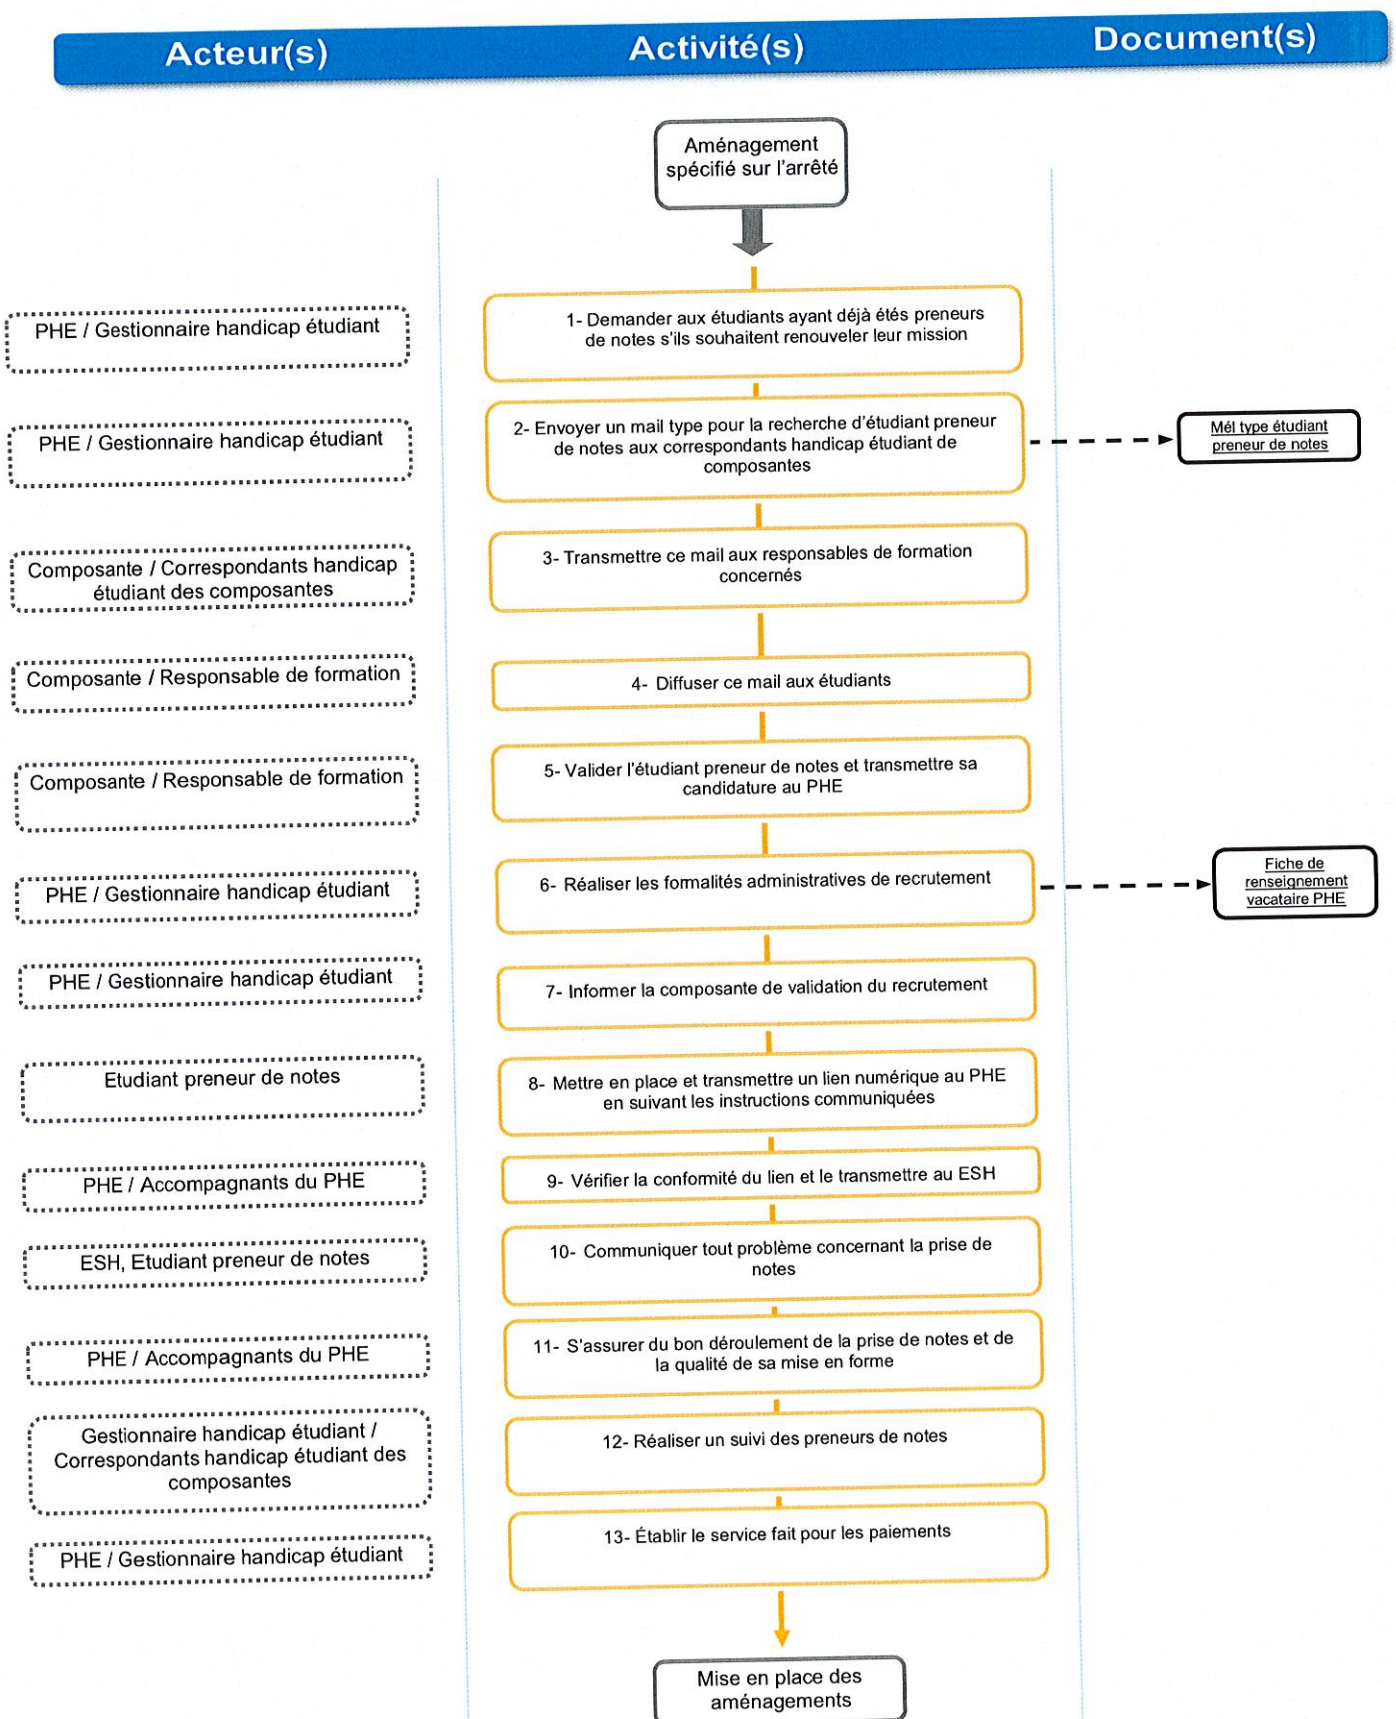 Acteur(s) Activité(s) Document(s)
Aménagement
spécifié sur l'arrêté
PHE / Gestionnaire handicap étudiant
1- Demander aux étudiants ayant déjà étés preneurs
de notes s'ils souhaitent renouveler leur mission
PHE / Gestionnaire handicap étudiant
2- Envoyer un mail type pour la recherche d'étudiant preneur
de notes aux correspondants handicap étudiant de
composantes
Mél type étudiant
preneur de notes
Composante / Correspondants handicap
étudiant des composantes
3- Transmettre ce mail aux responsables de formation
concernés
Composante / Responsable de formation
4- Diffuser ce mail aux étudiants
Composante / Responsable de formation
5- Valider l'étudiant preneur de notes et transmettre sa
candidature au PHE
PHE / Gestionnaire handicap étudiant
6- Réaliser les formalités administratives de recrutement
Fiche de
renseignement
vacataire PHE
PHE / Gestionnaire handicap étudiant
7- Informer la composante de validation du recrutement
Etudiant preneur de notes
8- Mettre en place et transmettre un lien numérique au PHE
en suivant les instructions communiquées
PHE / Accompagnants du PHE
9- Vérifier la conformité du lien et le transmettre au ESH
ESH, Etudiant preneur de notes
10- Communiquer tout problème concernant la prise de
notes
PHE / Accompagnants du PHE
11- S'assurer du bon déroulement de la prise de notes et de
la qualité de sa mise en forme
Gestionnaire handicap étudiant /
Correspondants handicap étudiant des
composantes
12- Réaliser un suivi des preneurs de notes
PHE / Gestionnaire handicap étudiant
13- Établir le service fait pour les paiements
Mise en place des
aménagements